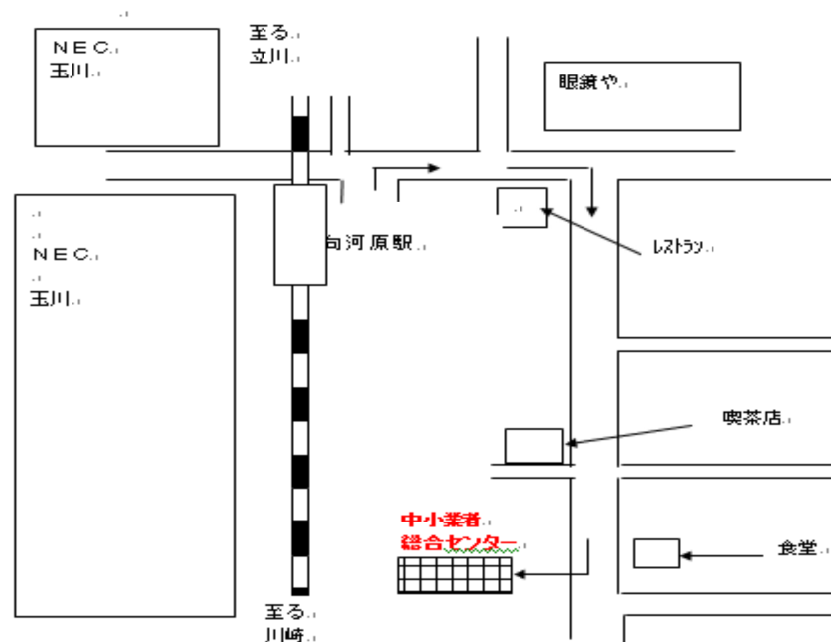 NEC
玉川
至る
立川
眼鏡や
NEC
玉川
向河原駅
レストラン
喫茶店
中小業者
総合センター
食堂
至る
川崎